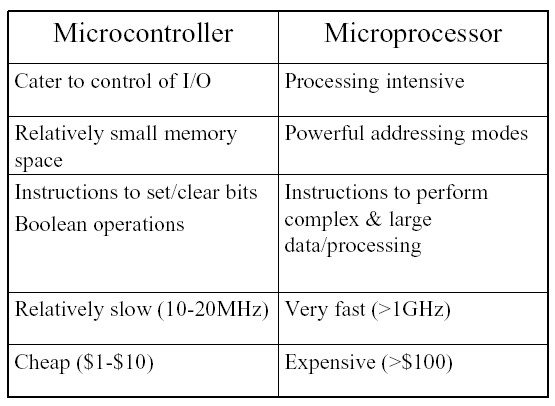 Microcontroller Microprocessor
Cater to control of I/O Processing intensive
Relatively small memory Powerful addressing modes
space
Instructions to set/clear bits Instructions to perform
Boolean operations complex & large
data/processing
Relatively slow (10-20MHz) Very fast (>1GHz)
Cheap ($1-$10) Expensive (>$100)